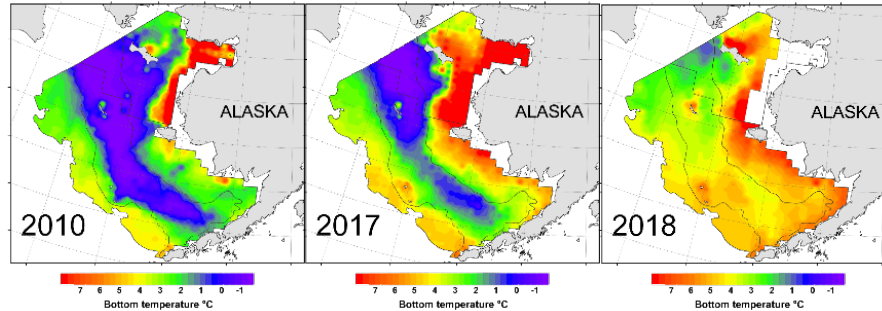 ALASKA
2010
7 6 5 4 3 2 1 0 -1
Bottom temperature °C
ALASKA
2017
7 6 5 4 3 2 1 0 -1
Bottom temperature °C
ALASKA
2018
7 6 5 4 3 2 1 0 -1
Bottom temperature °C